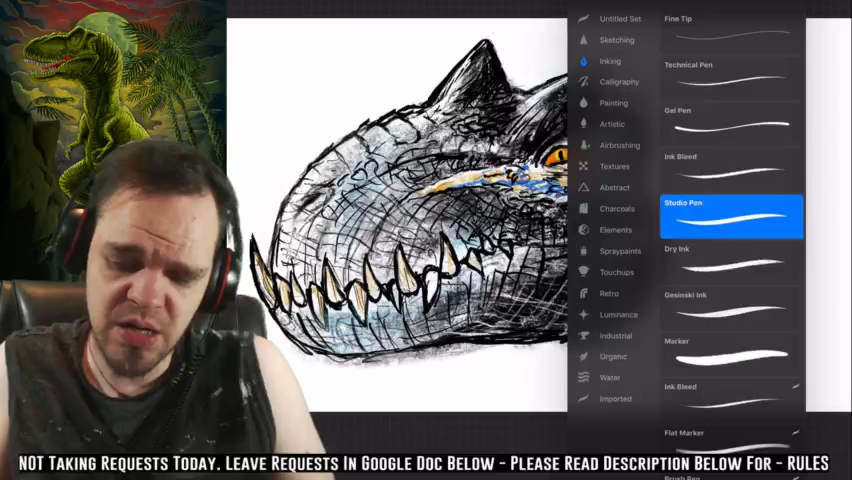 Untitled Set
Sketching
Inking
Calligraphy
Painting
Artistic
Airbrushing
Textures
Abstract
Charcoals
Elements
Spraypaints
Touchups
Retro
Luminance
Industrial
Organic
Water
Imported
Fine Tip
Technical Pen
Gel Pen
Ink Bleed
Studio Pen
Dry Ink
Gesinski Ink
Marker
Ink Bleed
Flat Marker
Brush Pen
NOT TAKING REQUESTS TODAY. LEAVE REQUESTS IN GOOGLE DOC BELOW - PLEASE READ DESCRIPTION BELOW FOR - RULES